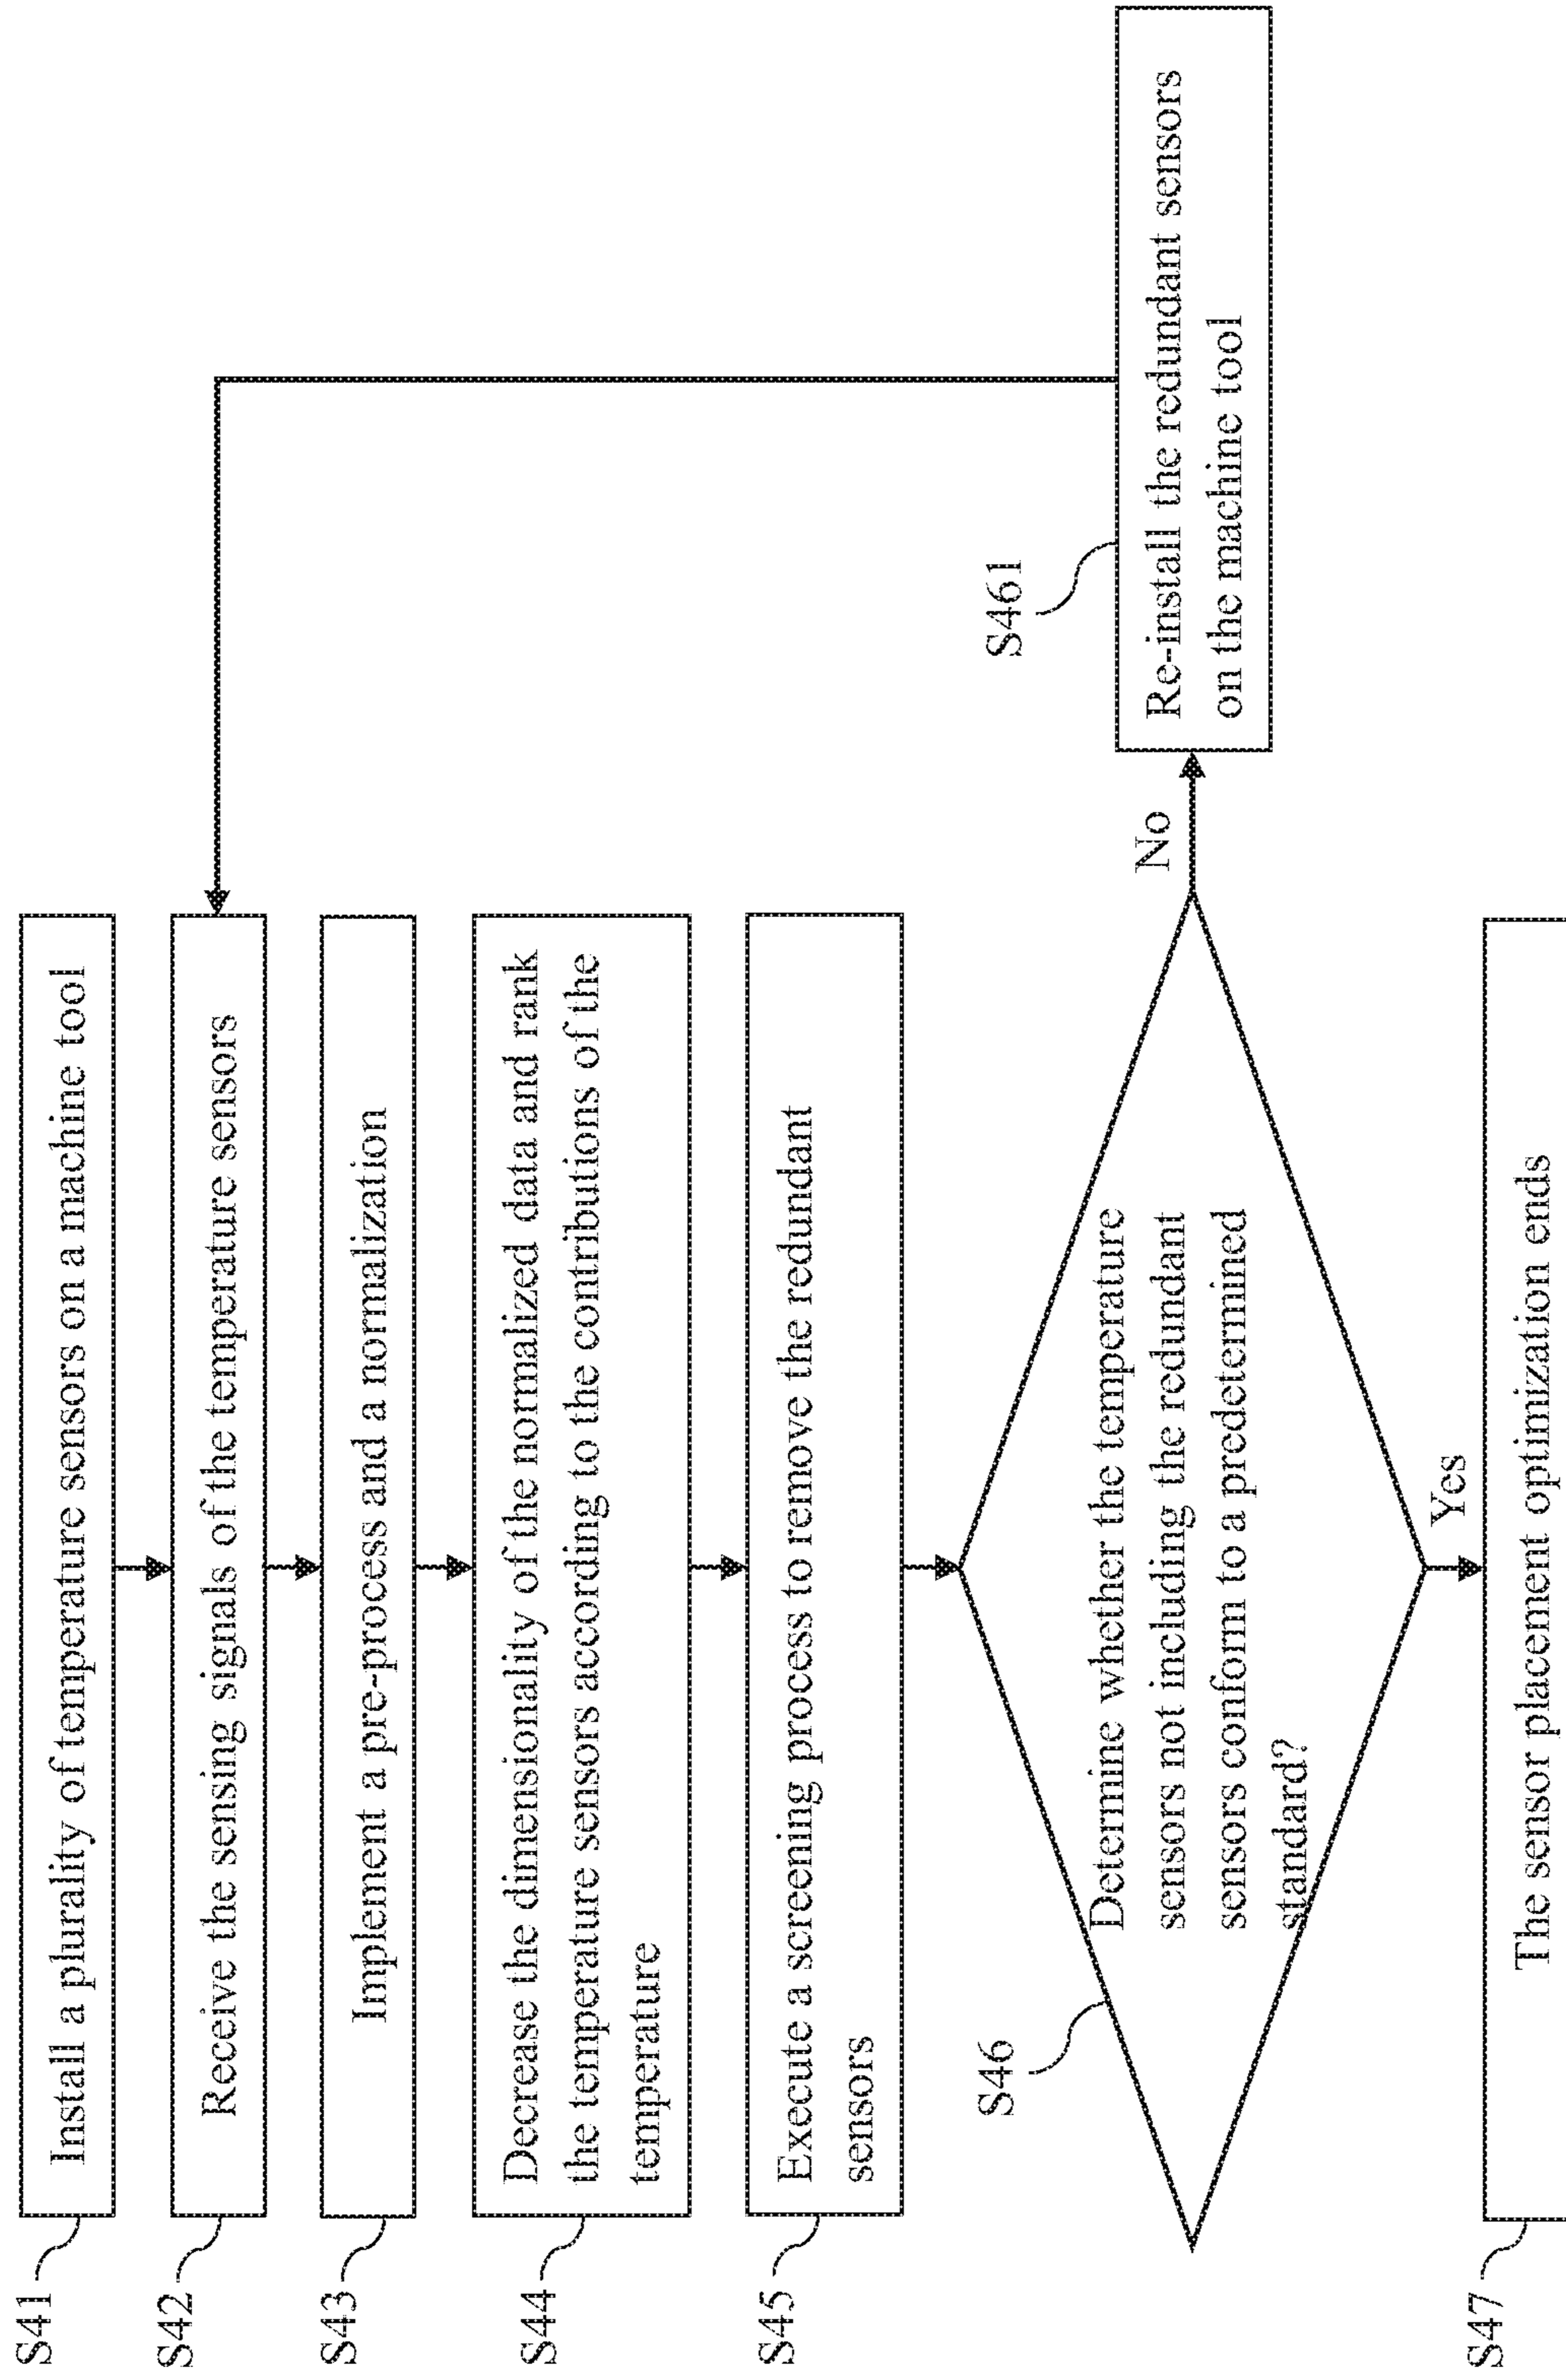 S41
Install a plurality of temperature sensors on a machine tool
S42
Receive the sensing signals of the temperature sensors
S43
Implement a pre-process and a normalization
S44
Decrease the dimensionality of the normalized data and rank
the temperature sensors according to the contributions of the
temperature
S45
Execute a screening process to remove the redundant
sensors
S46
Determine whether the temperature
sensors not including the redundant
sensors conform to a predetermined
standard?
No
S461
Re-install the redundant sensors
on the machine tool
Yes
S47
The sensor placement optimization ends